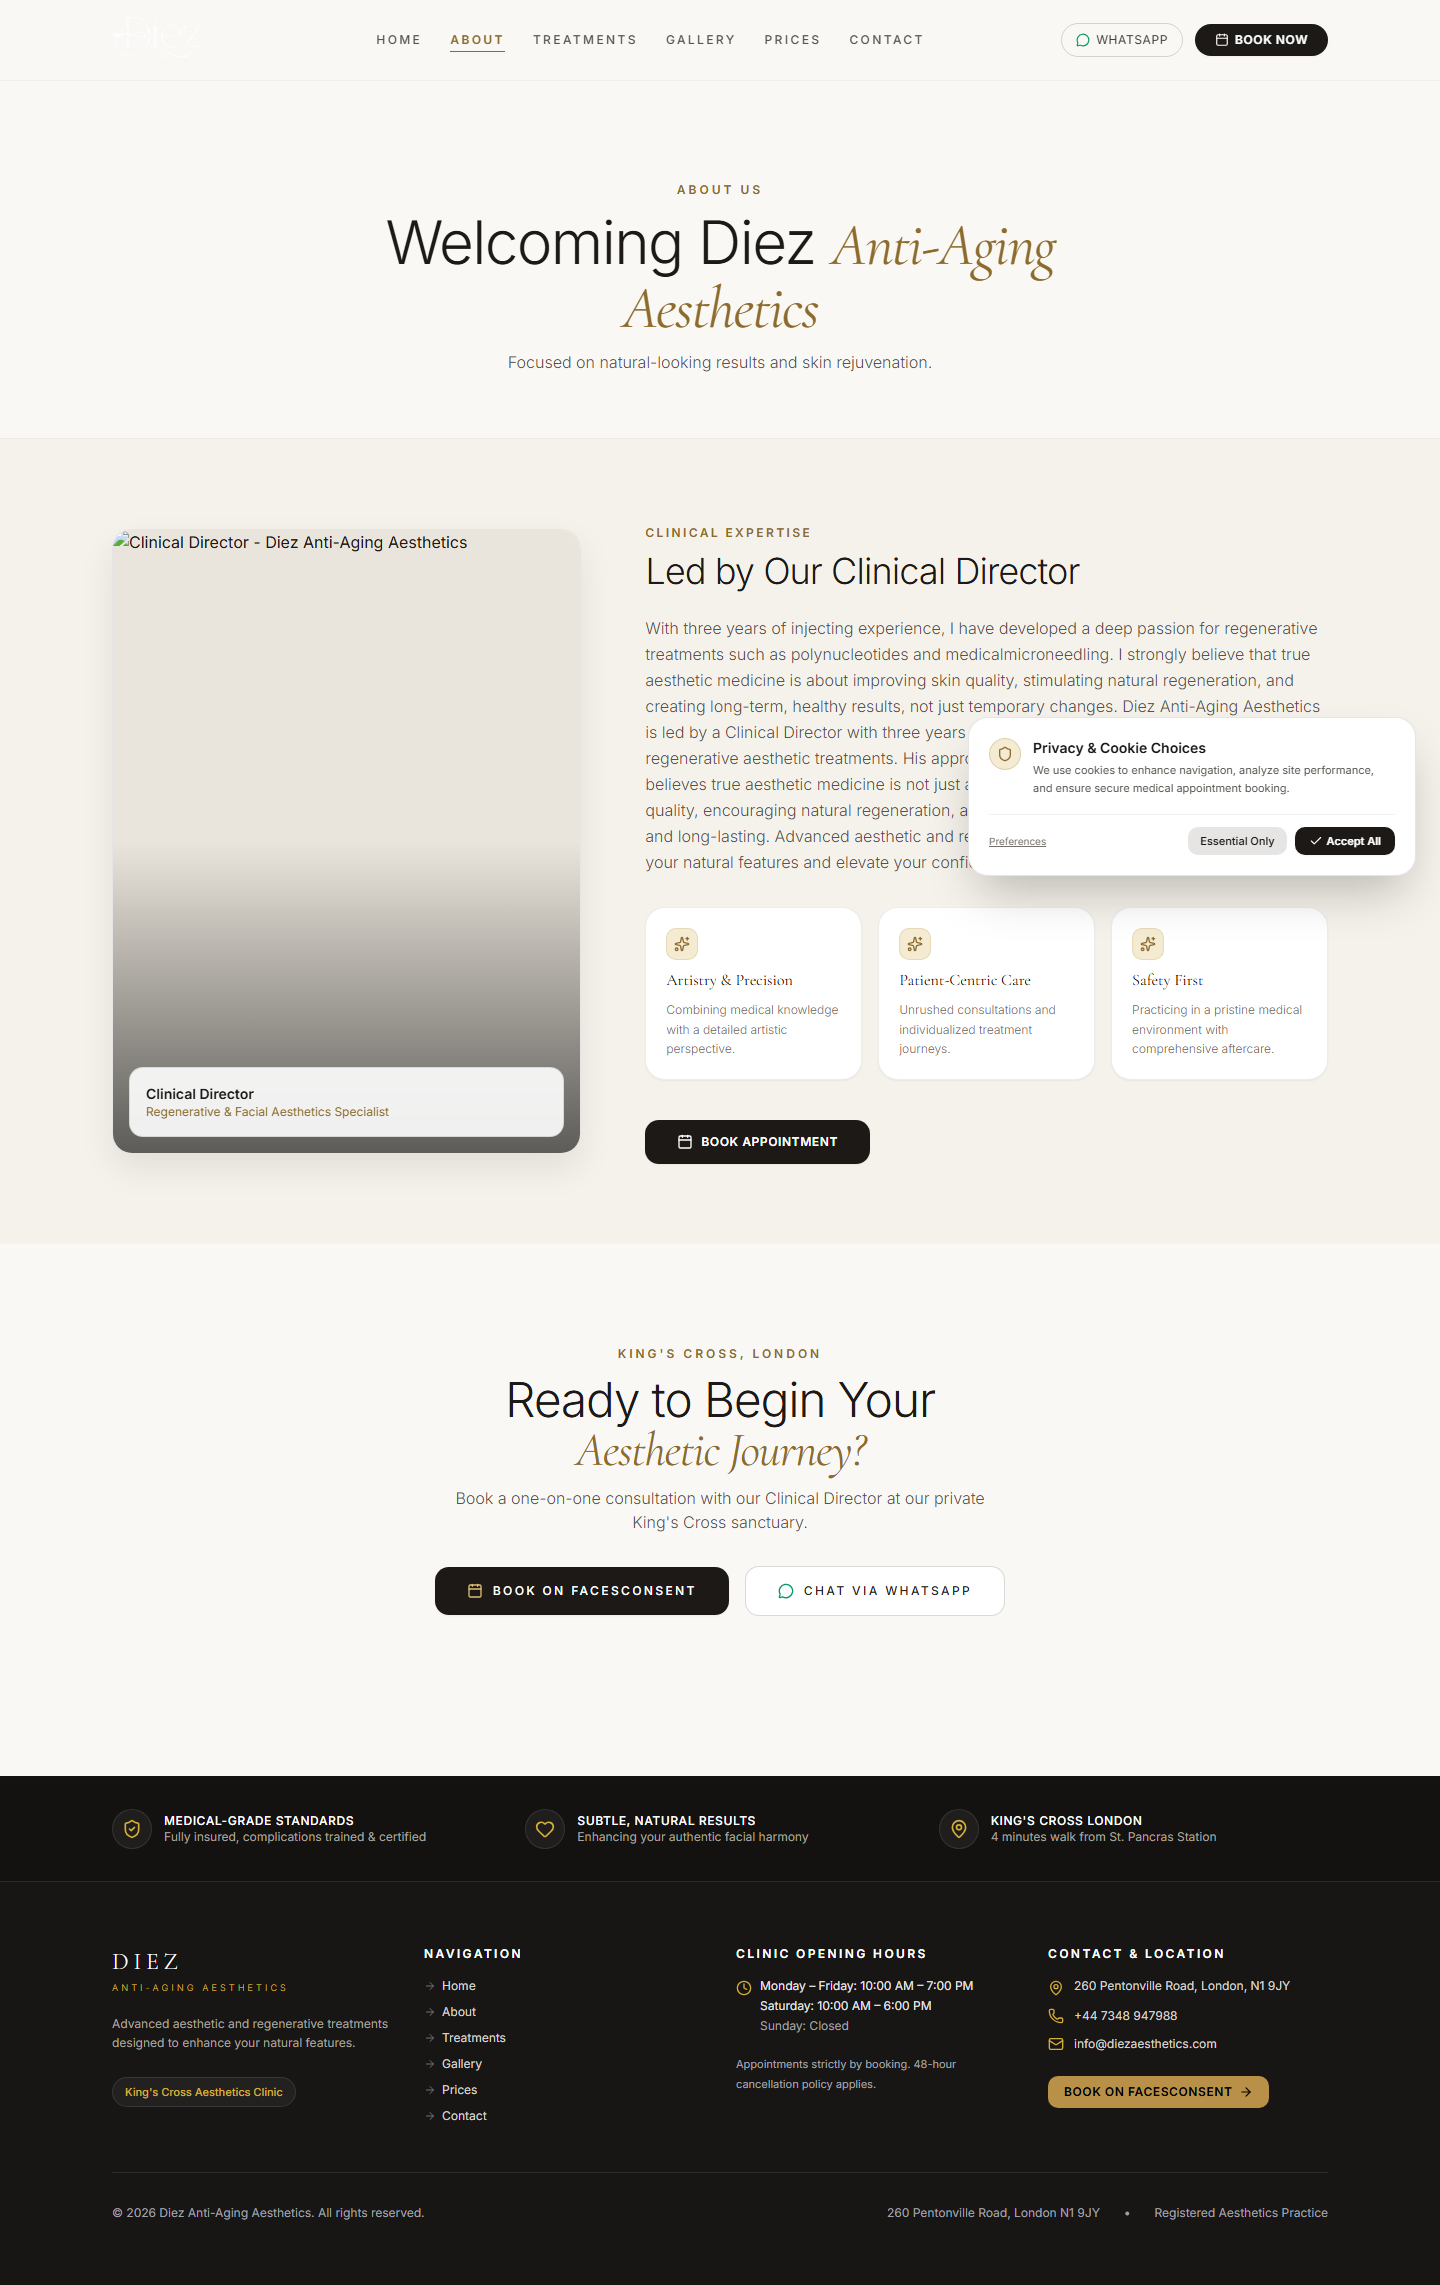 DIEZ
HOME
ABOUT
TREATMENTS
GALLERY
PRICES
CONTACT
WHATSAPP
BOOK NOW
ABOUT US
Welcoming Diez Anti-Aging
Aesthetics
Focused on natural-looking results and skin rejuvenation.
Clinical Director - Diez Anti-Aging Aesthetics
Clinical Director
Regenerative & Facial Aesthetics Specialist
CLINICAL EXPERTISE
Led by Our Clinical Director
With three years of injecting experience, I have developed a deep passion for regenerative
treatments such as polynucleotides and medicalmicroneedling. I strongly believe that true
aesthetic medicine is about improving skin quality, stimulating natural regeneration, and
creating long-term, healthy results, not just temporary changes. Diez Anti-Aging Aesthetics
is led by a Clinical Director with three years
regenerative aesthetic treatments. His
believes true aesthetic medicine is not just
quality, encouraging natural regeneration,
and long-lasting. Advanced aesthetic and
your natural features and elevate your
Privacy & Cookie Choices
We use cookies to enhance navigation, analyze site performance,
and ensure secure medical appointment booking.
Preferences
Essential Only
Accept All
Artistry & Precision
Combining medical knowledge
with a detailed artistic
perspective.
Patient-Centric Care
Unrushed consultations and
individualized treatment
journeys.
Safety First
Practicing in a pristine medical
environment with
comprehensive aftercare.
BOOK APPOINTMENT
KING'S CROSS, LONDON
Ready to Begin Your
Aesthetic Journey?
Book a one-on-one consultation with our Clinical Director at our private
King's Cross sanctuary.
BOOK ON FACESCONSENT
CHAT VIA WHATSAPP
MEDICAL-GRADE STANDARDS
Fully insured, complications trained & certified
SUBTLE, NATURAL RESULTS
Enhancing your authentic facial harmony
KING'S CROSS LONDON
4 minutes walk from St. Pancras Station
DIEZ
ANTI-AGING AESTHETICS
Advanced aesthetic and regenerative treatments
designed to enhance your natural features.
King's Cross Aesthetics Clinic
NAVIGATION
Home
About
Treatments
Gallery
Prices
Contact
CLINIC OPENING HOURS
Monday – Friday: 10:00 AM – 7:00 PM
Saturday: 10:00 AM – 6:00 PM
Sunday: Closed
Appointments strictly by booking. 48-hour
cancellation policy applies.
CONTACT & LOCATION
260 Pentonville Road, London, N1 9JY
+44 7348 947988
info@diezaesthetics.com
BOOK ON FACESCONSENT
© 2026 Diez Anti-Aging Aesthetics. All rights reserved.
260 Pentonville Road, London N1 9JY • Registered Aesthetics Practice